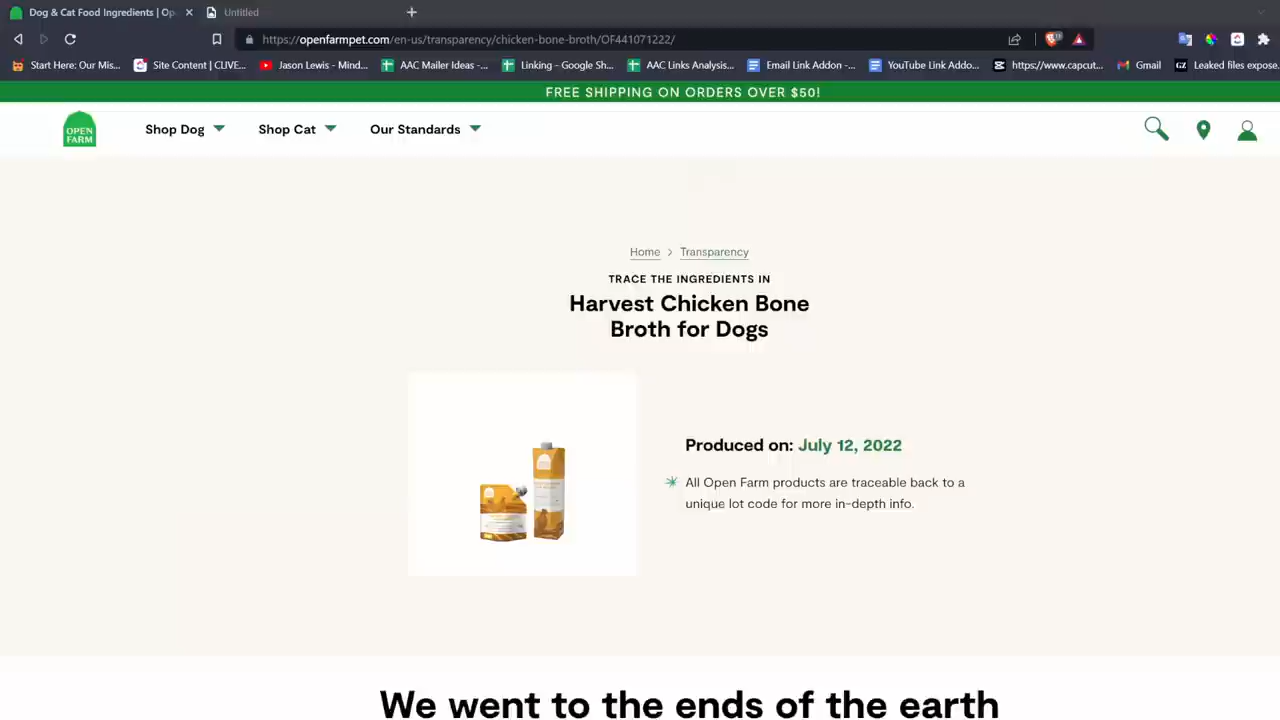 Dog & Cat Food Ingredients | Op
Untitled
https://openfarmpet.com/en-us/transparency/chicken-bone-broth/OF441071222/
Start Here: Our Mis...
Site Content | CLIVE...
Jason Lewis - Mind...
AAC Mailer Ideas -...
Linking - Google Sh...
AAC Links Analysis...
Email Link Addon -...
YouTube Link Addo...
https://www.capcut...
Gmail
GZ
Leaked files expose
FREE SHIPPING ON ORDERS OVER $50!
OPEN
FARM
Shop Dog
Shop Cat
Our Standards
Home > Transparency
TRACE THE INGREDIENTS IN
Harvest Chicken Bone
Broth for Dogs
Produced on: July 12, 2022
All Open Farm products are traceable back to a
unique lot code for more in-depth info.
We went to the ends of the earth